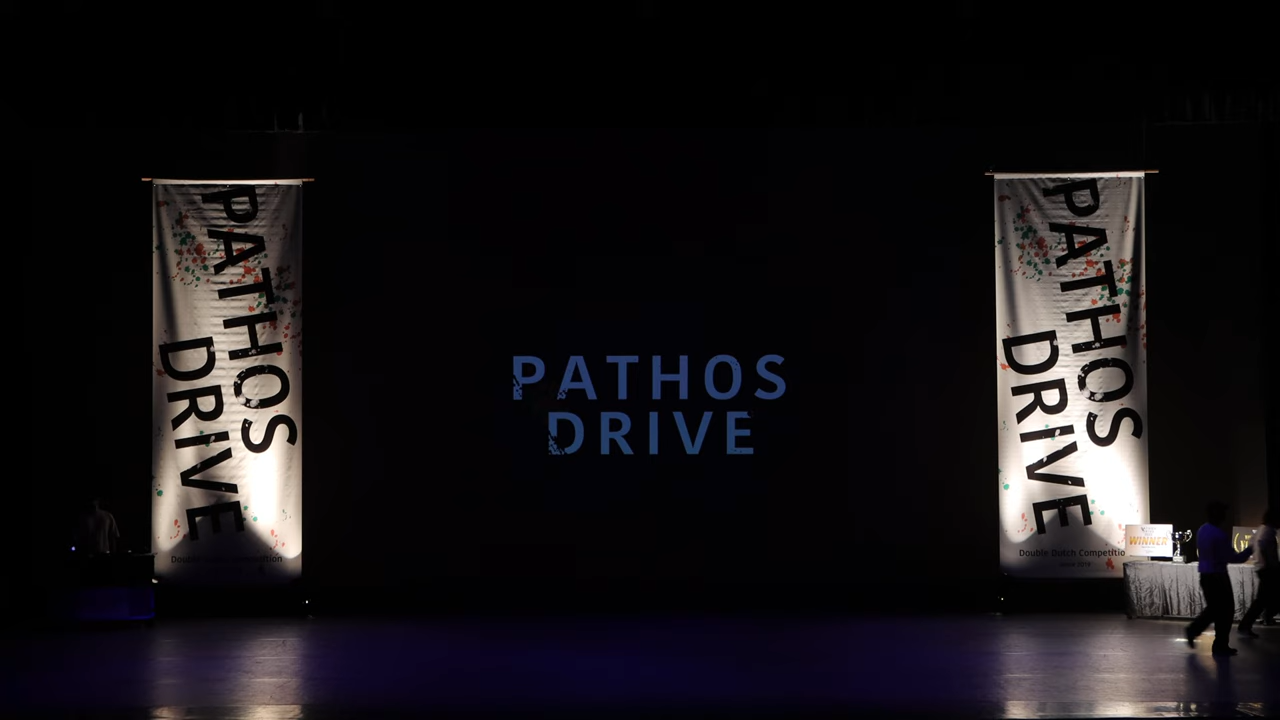 PATHOS
DRIVE
PATHOS
DRIVE
PATHOS
DRIVE
Double Dutch Competitio
WINNER